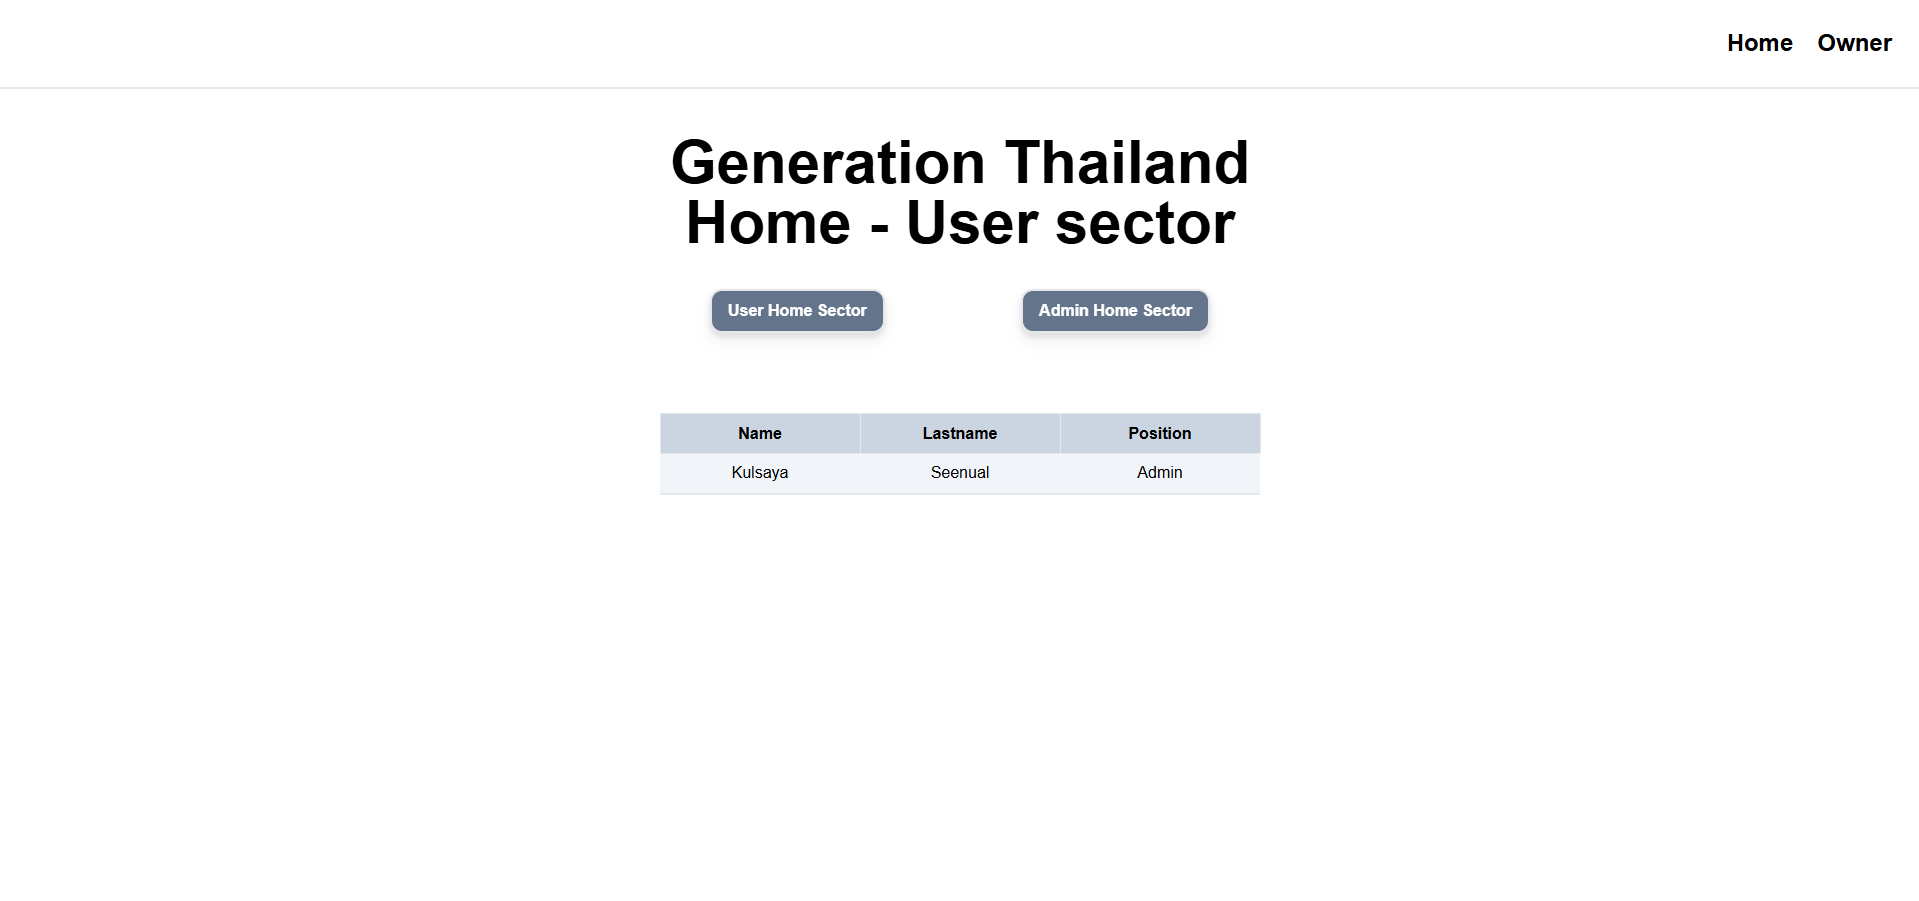 Home Owner
Generation Thailand
Home - User sector
User Home Sector Admin Home Sector
Name Lastname Position
Kulsaya Seenual Admin